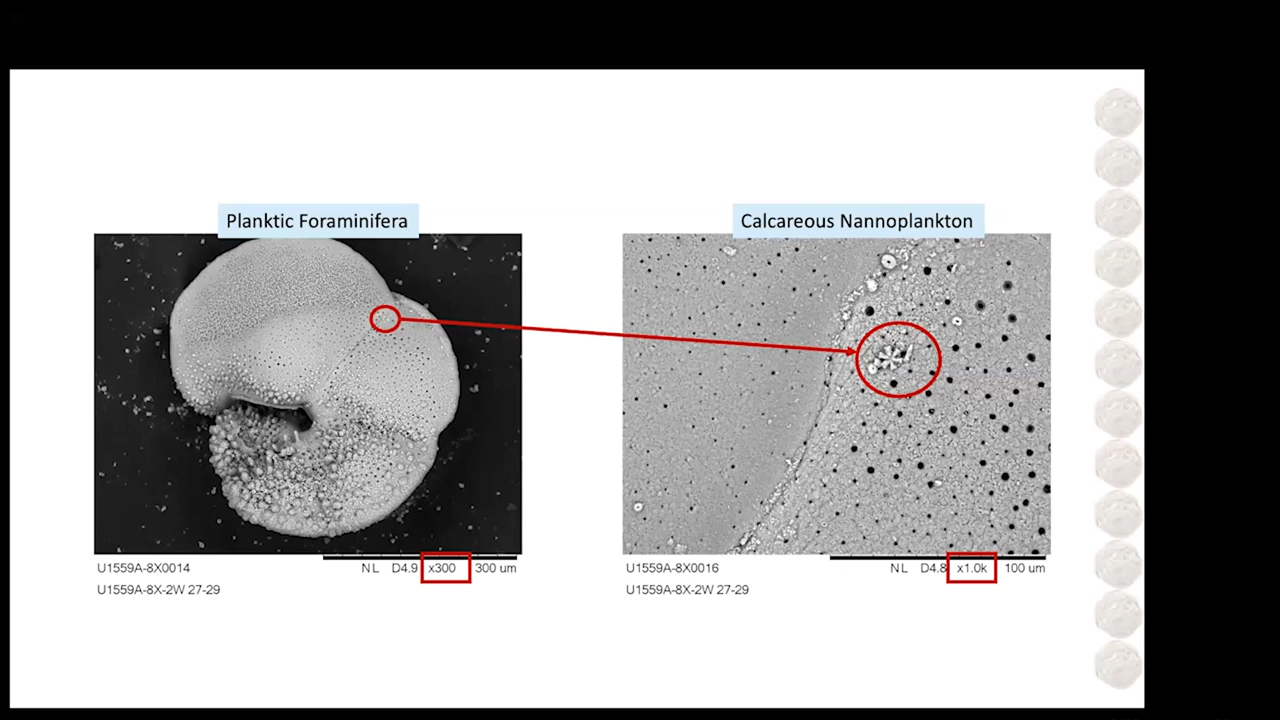 Planktic Foraminifera
Calcareous Nannoplankton
U1559A-8X0014 NL D4.9 x300 300 um
U1559A-8X-2W 27-29
U1559A-8X0016 NL D4.8 x1.0k 100 um
U1559A-8X-2W 27-29